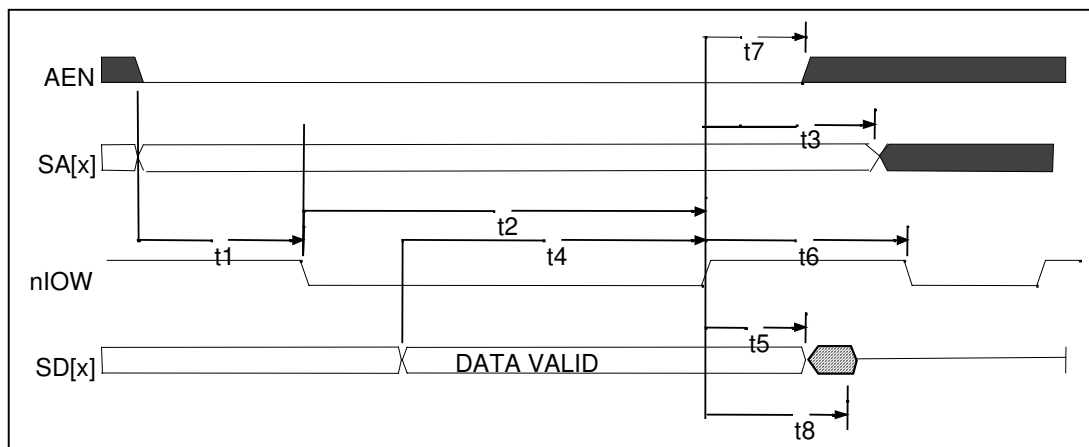 t7
AEN
t3
SA[x]
t2
t1
t4
t6
nIOW
t5
SD[x]
DATA VALID
t8